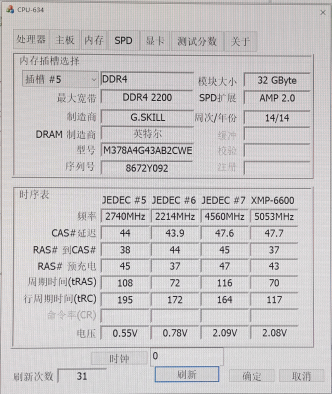 CPU-634
处理器 主板 内存 SPD 显卡 测试分数 关于
内存插槽选择
插槽 #5 DDR4 模块大小 32 GByte
最大宽带 DDR4 2200 SPD扩展 AMP 2.0
制造商 G.SKILL 周次/年份 14/14
DRAM 制造商 英特尔 缓冲
型号 M378A4G43AB2CWE 校验
序列号 8672Y092 注册
时序表
JEDEC #5 JEDEC #6 JEDEC #7 XMP-6600
频率 2740MHz 2214MHz 4560MHz 5053MHz
CAS#延迟 44 43.9 47.6 47.7
RAS# 到CAS# 38 44 45 37
RAS# 预充电 45 37 47 43
周期时间(tRAS) 108 72 116 70
行周期时间(tRC) 195 172 164 117
命令率(CR)
电压 0.55V 0.78V 2.09V 2.08V
时钟 0
刷新次数 31 刷新 确定 取消